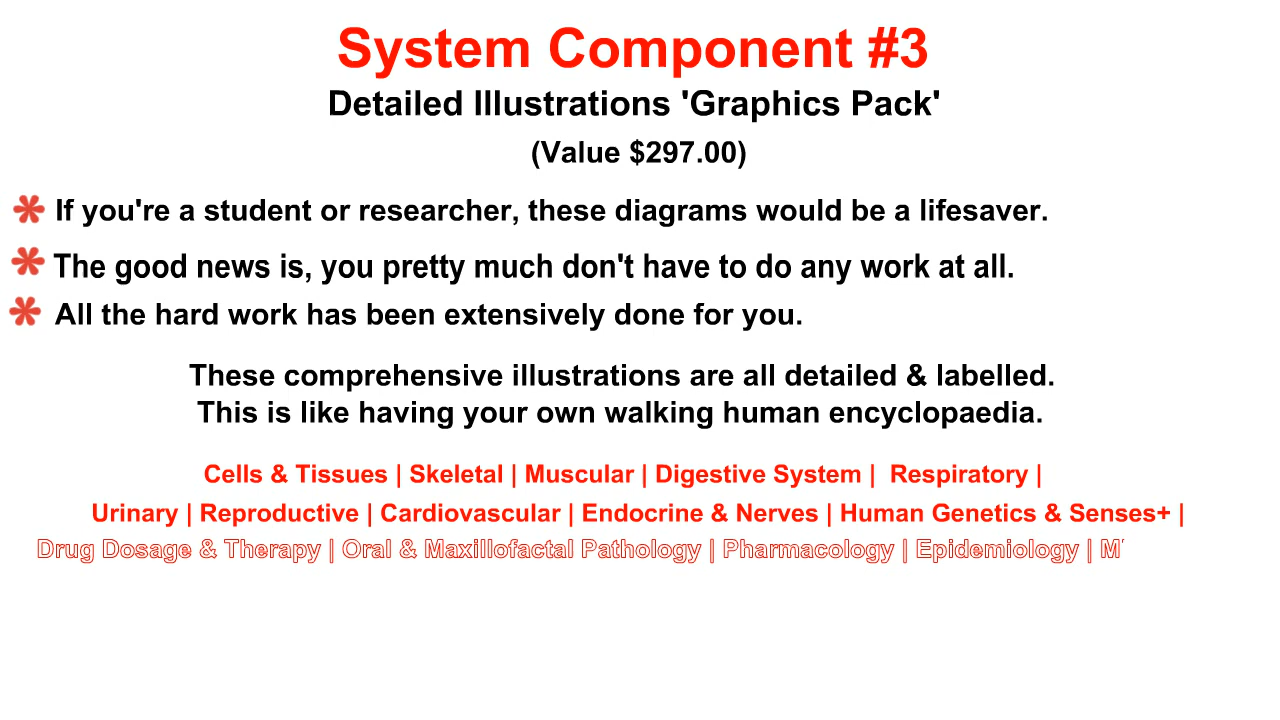 System Component #3
Detailed Illustrations 'Graphics Pack'
(Value $297.00)
If you're a student or researcher, these diagrams would be a lifesaver.
The good news is, you pretty much don't have to do any work at all.
All the hard work has been extensively done for you.
These comprehensive illustrations are all detailed & labelled.
This is like having your own walking human encyclopaedia.
Cells & Tissues | Skeletal | Muscular | Digestive System | Respiratory |
Urinary | Reproductive | Cardiovascular | Endocrine & Nerves | Human Genetics & Senses+ |
Drug Dosage & Therapy | Oral & Maxillofactal Pathology | Pharmacology | Epidemiology |